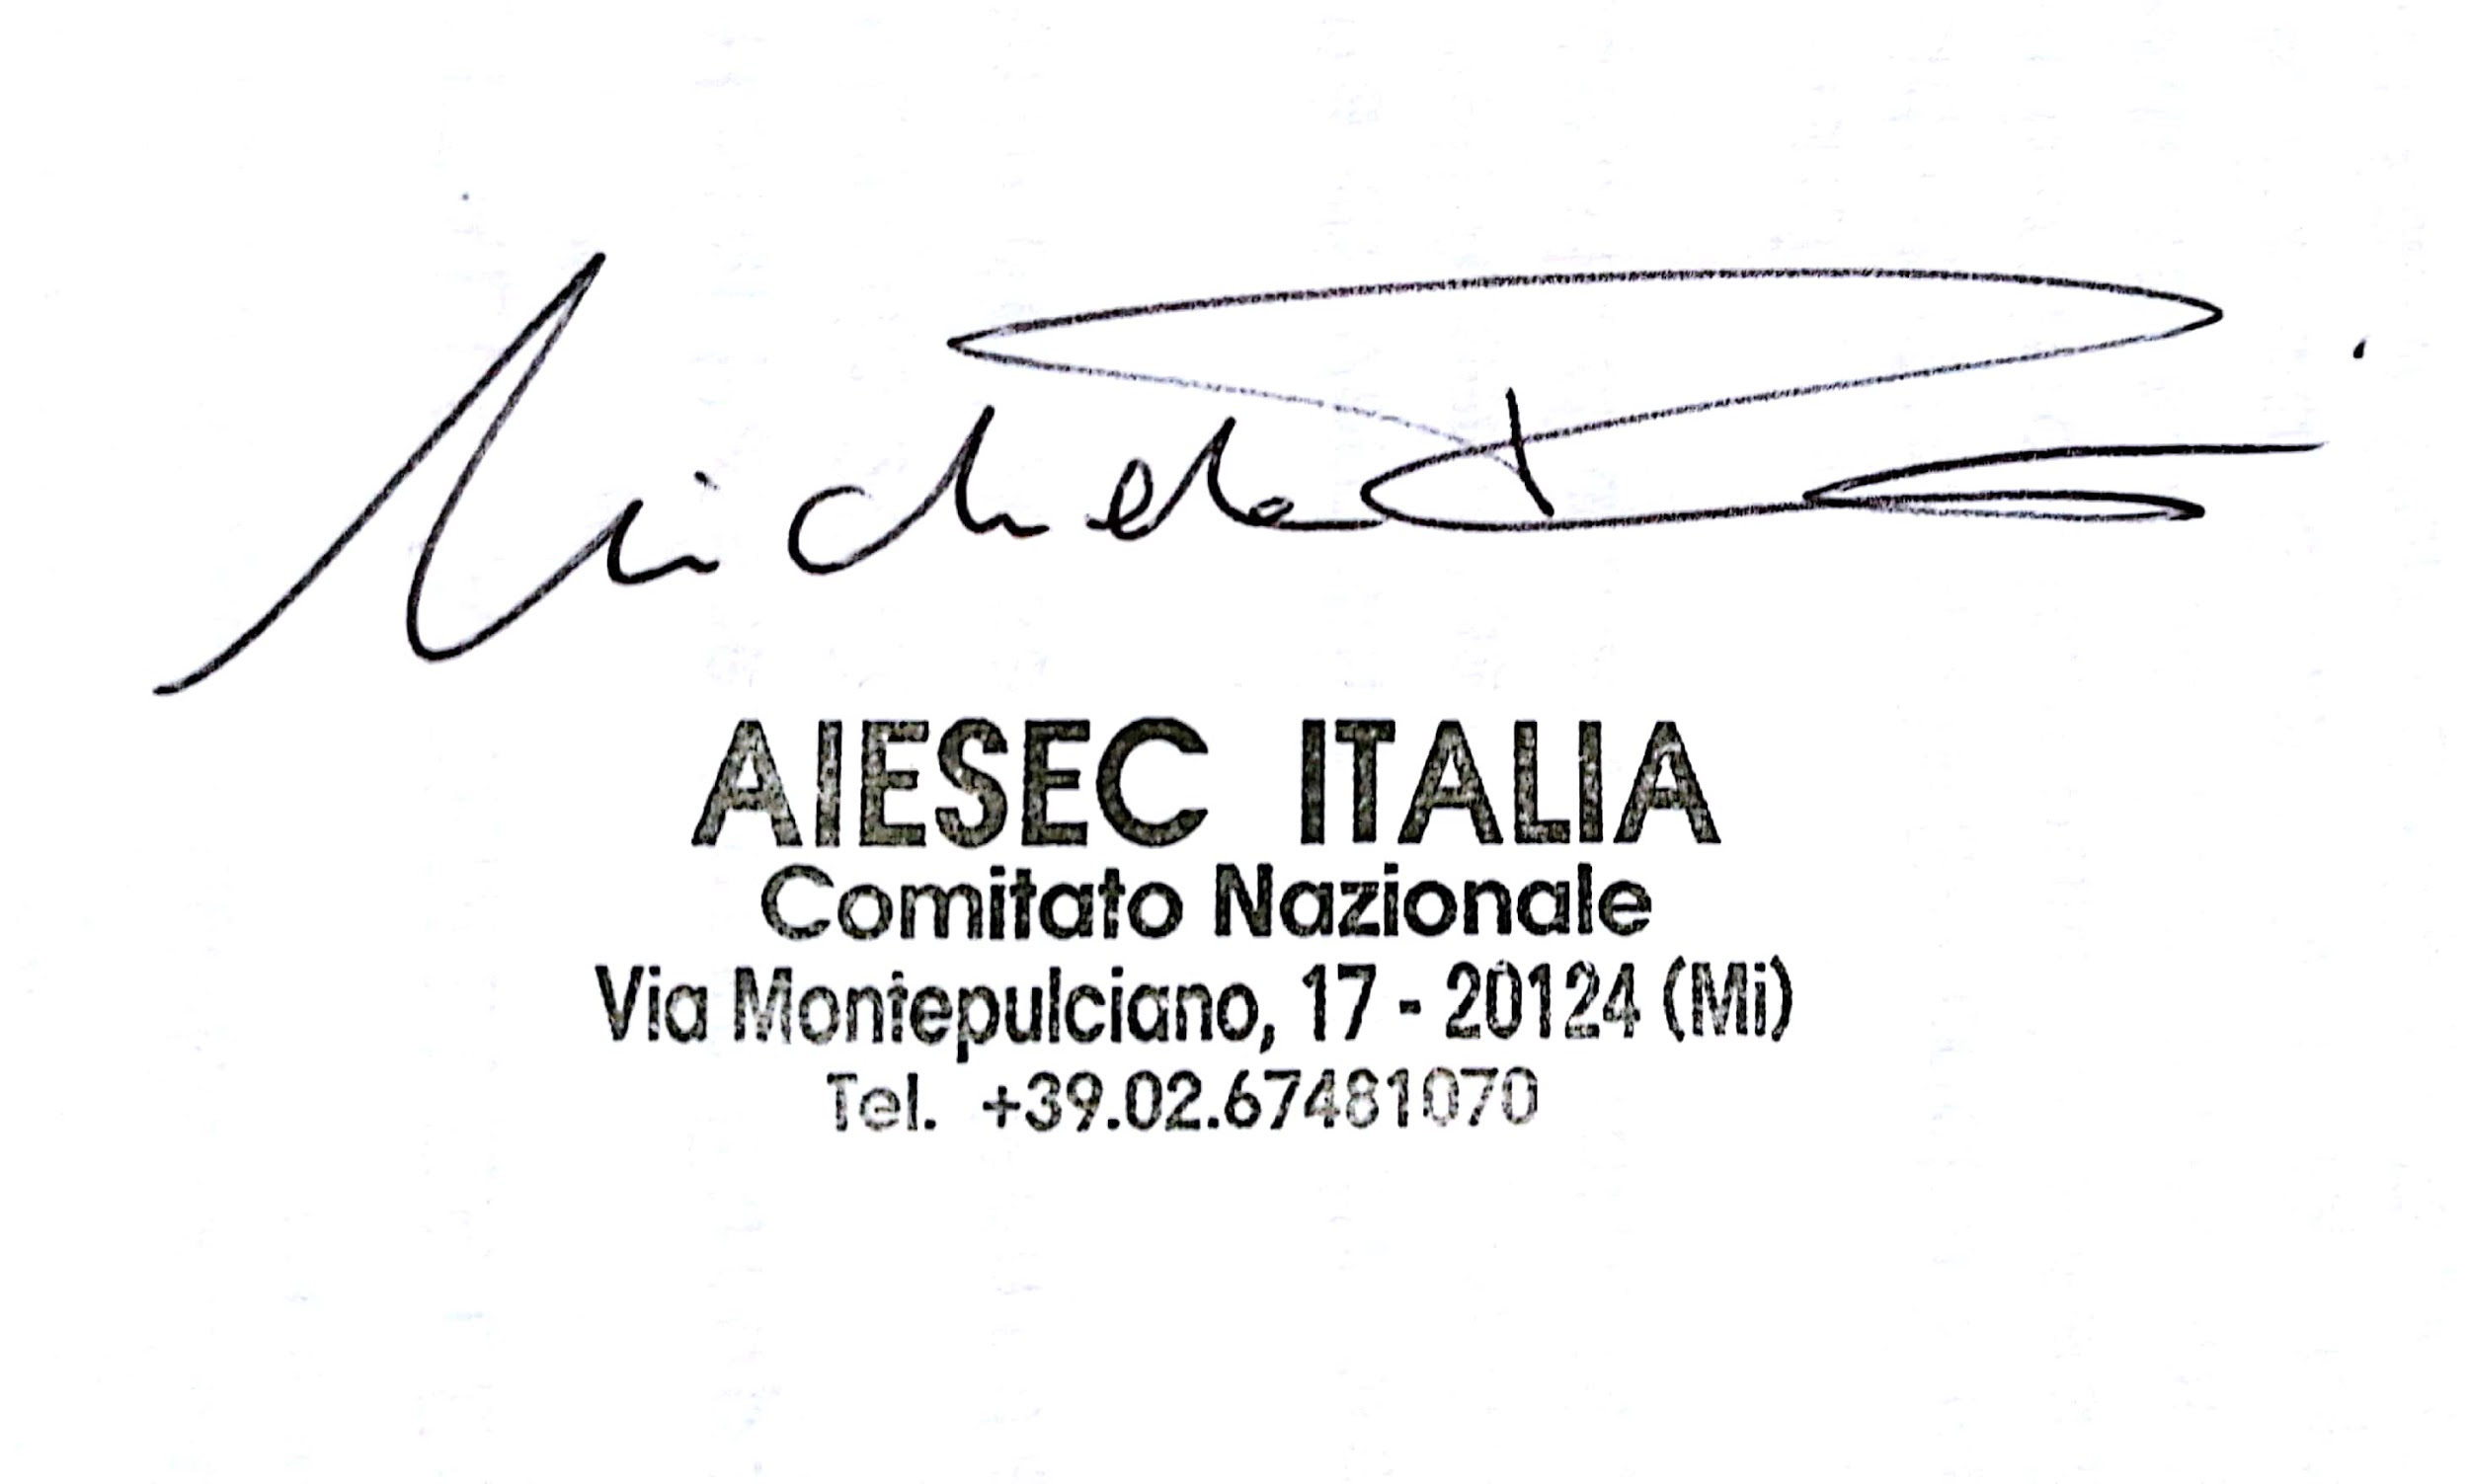 AIESEC ITALIA
Comitato Nazionale
Via Montepulciano, 17 - 20124 (Mi)
Tel. +39.02.67481070